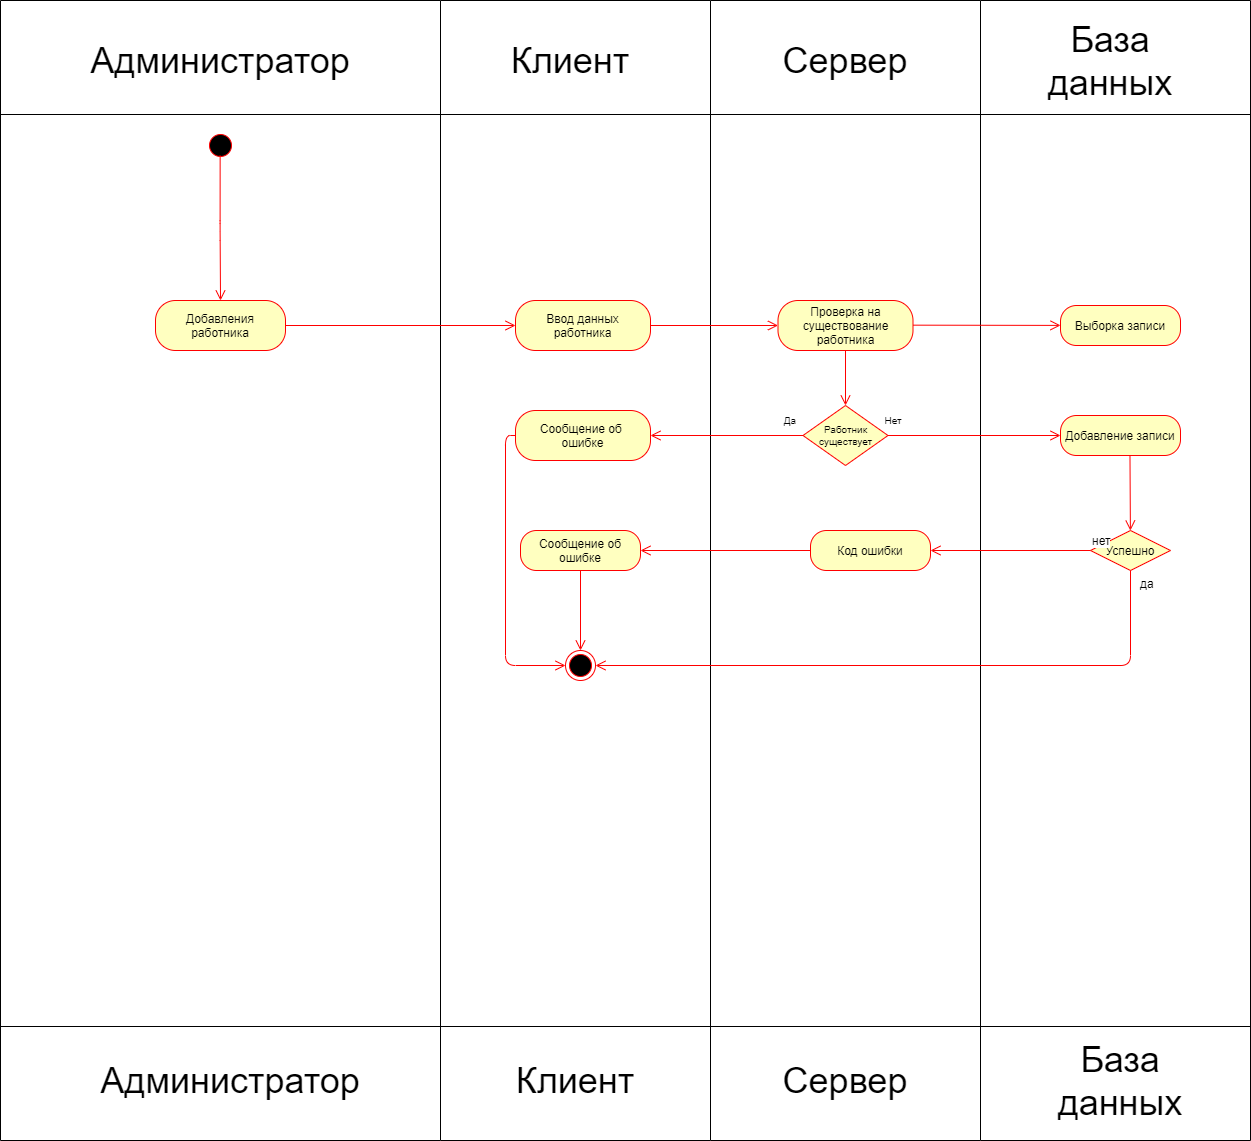 Администратор
Клиент
Сервер
База
данных
Добавления
работника
Ввод данных
работника
Проверка на
существование
работника
Выборка записи
Сообщение об
ошибке
Да
Работник
существует
Нет
Добавление записи
Сообщение об
ошибке
Код ошибки
нет
Успешно
да
Администратор
Клиент
Сервер
База
данных